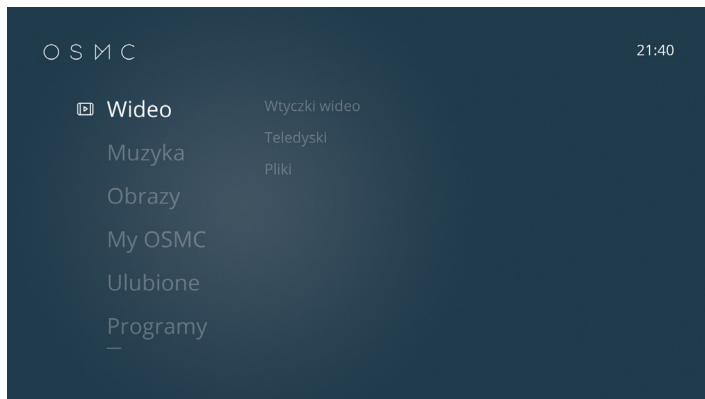 OSMC
21:40
Wideo
Muzyka
Obrazy
My OSMC
Ulubione
Programy
Wtyczki wideo
Teledyski
Pliki